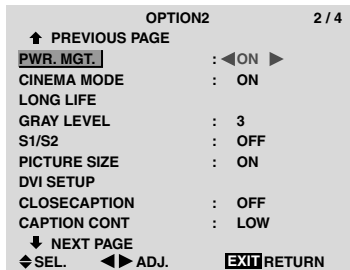 OPTION2 2 / 4
PREVIOUS PAGE
PWR. MGT. : ON
CINEMA MODE : ON
LONG LIFE
GRAY LEVEL : 3
S1/S2 : OFF
PICTURE SIZE : ON
DVI SETUP
CLOSECAPTION : OFF
CAPTION CONT : LOW
NEXT PAGE
SEL. ADJ. EXIT RETURN